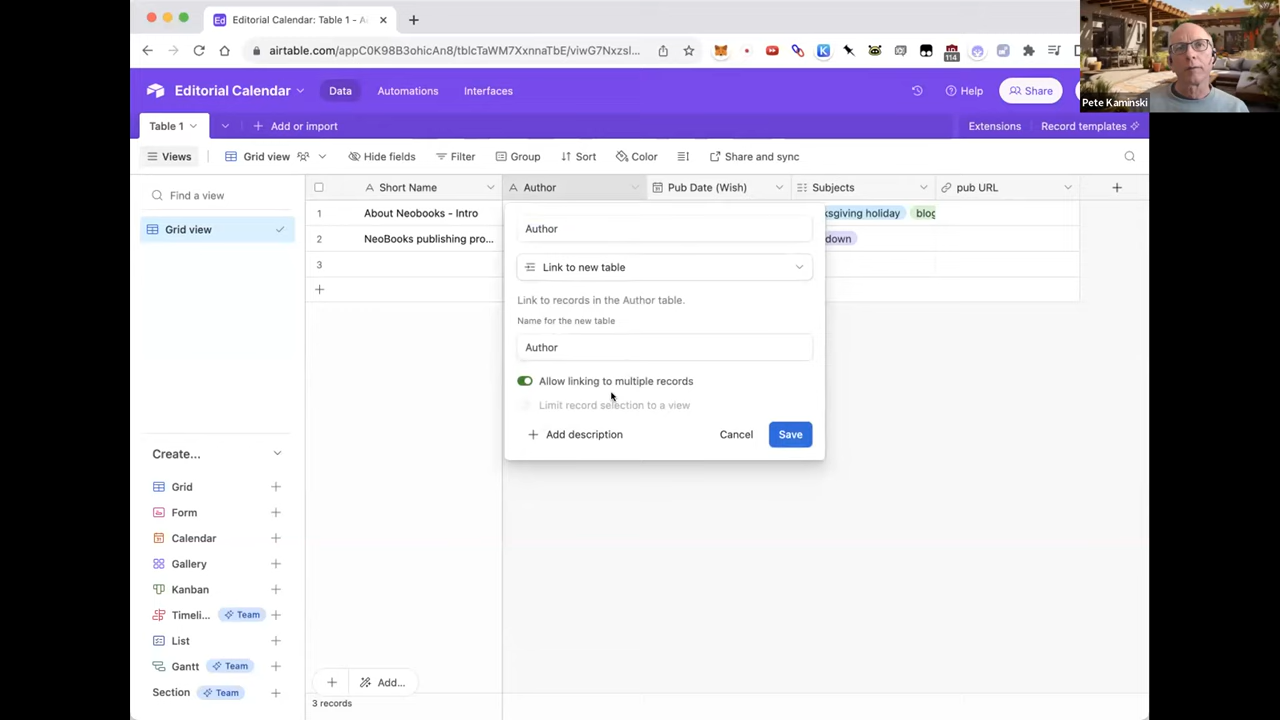 Editorial Calendar: Table 1 - A
airtable.com/appC0K98B3ohicAn8/tblcTaWM7XxnnaTbE/viwG7Nxzsl...
114
Pete Kaminski
Editorial Calendar
Data
Automations
Interfaces
Help
Share
Table 1
Add or import
Extensions
Record templates
Views
Grid view
Hide fields
Filter
Group
Sort
Color
Share and sync
Find a view
Grid view
Short Name
Author
Pub Date (Wish)
Subjects
pub URL
1
About Neobooks - Intro
ksgiving holiday
blog
2
NeoBooks publishing pro...
down
3
Author
Link to new table
Link to records in the Author table.
Name for the new table
Author
Allow linking to multiple records
Limit record selection to a view
Add description
Cancel
Save
Create...
Grid
Form
Calendar
Gallery
Kanban
Timeli...
Team
List
Gantt
Team
Section
Team
Add...
3 records